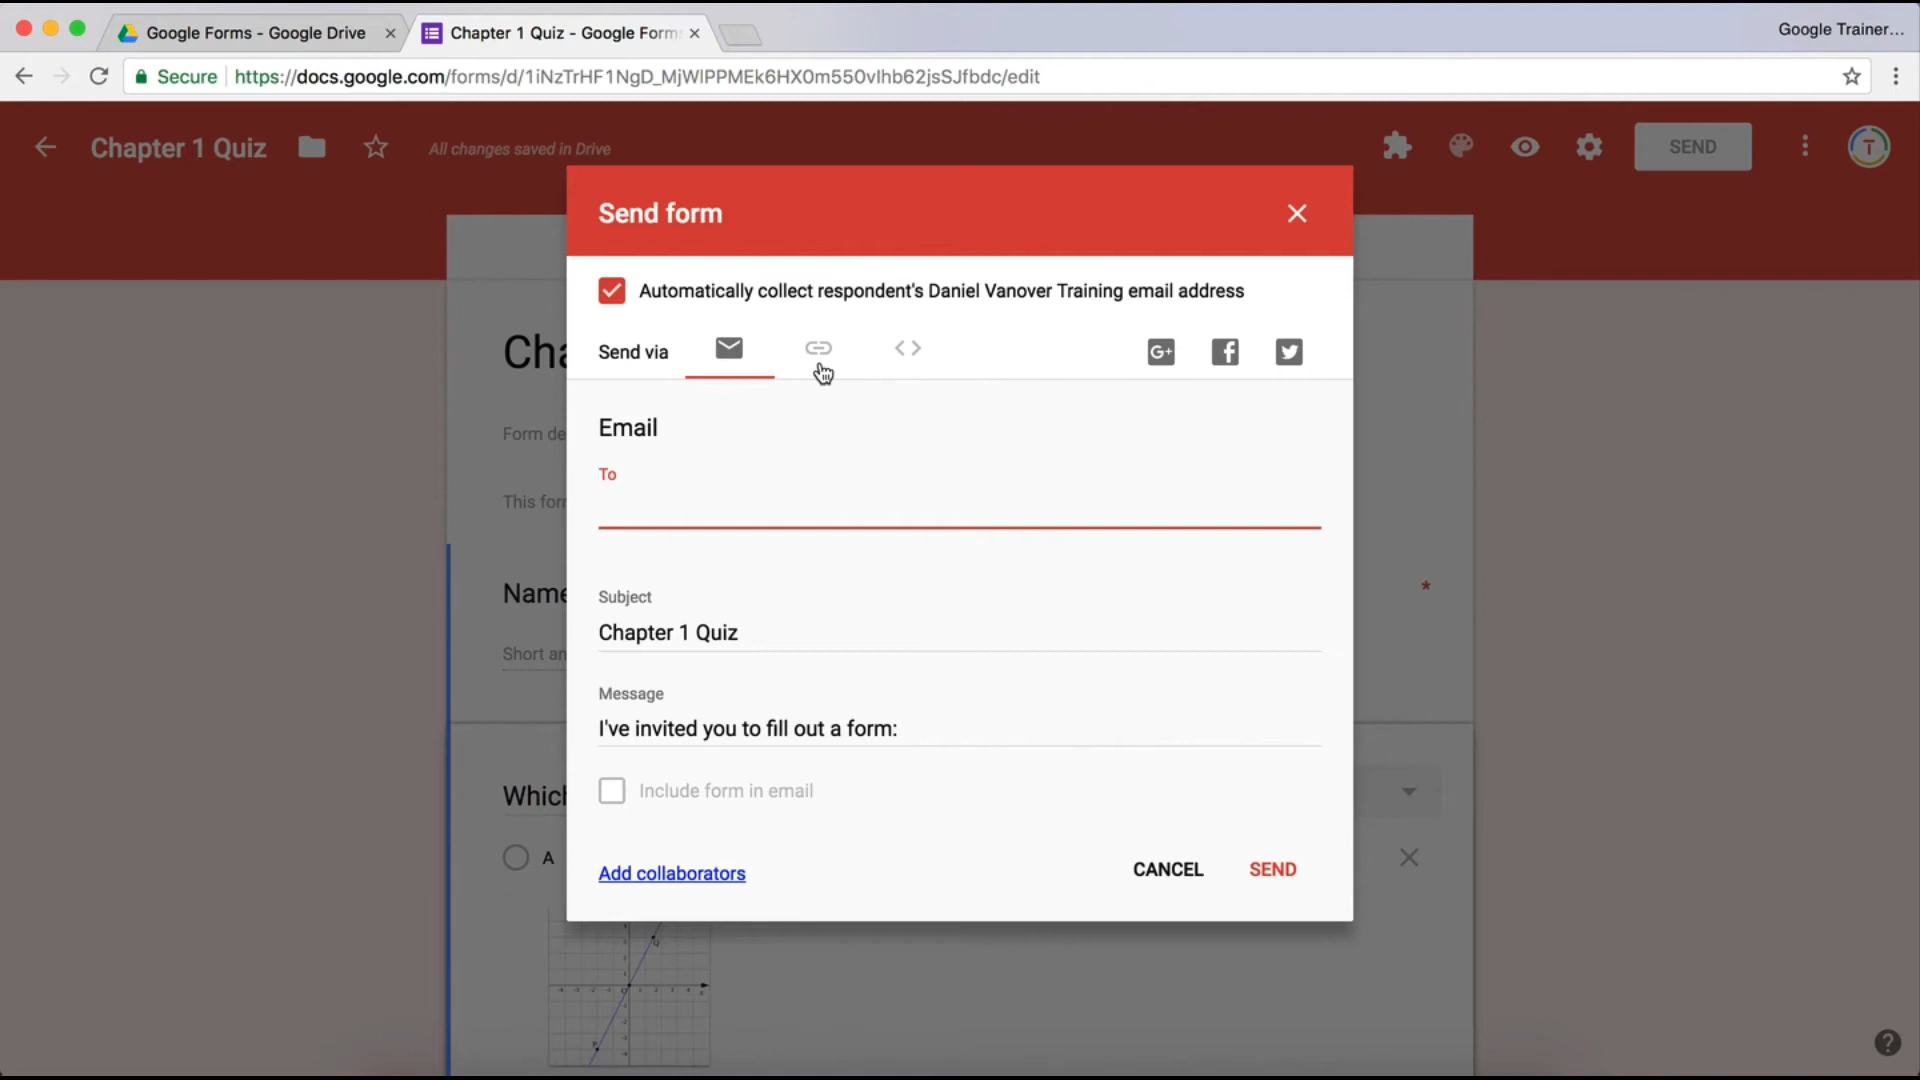 Google Forms - Google Drive
Chapter 1 Quiz - Google Form
Google Trainer...
Secure
https://docs.google.com/forms/d/1iNzTrHF1NgD_MjWlPPMEk6HX0m550vIhb62jsSJfbdc/edit
Chapter 1 Quiz
All changes saved in Drive
SEND
T
Send form
Automatically collect respondent's Daniel Vanover Training email address
Send via
G+
Cha
Form de
Email
To
This forr
Name
*
Subject
Chapter 1 Quiz
Short an
Message
I've invited you to fill out a form:
Which
Include form in email
A
Add collaborators
CANCEL
SEND
Q
P
?